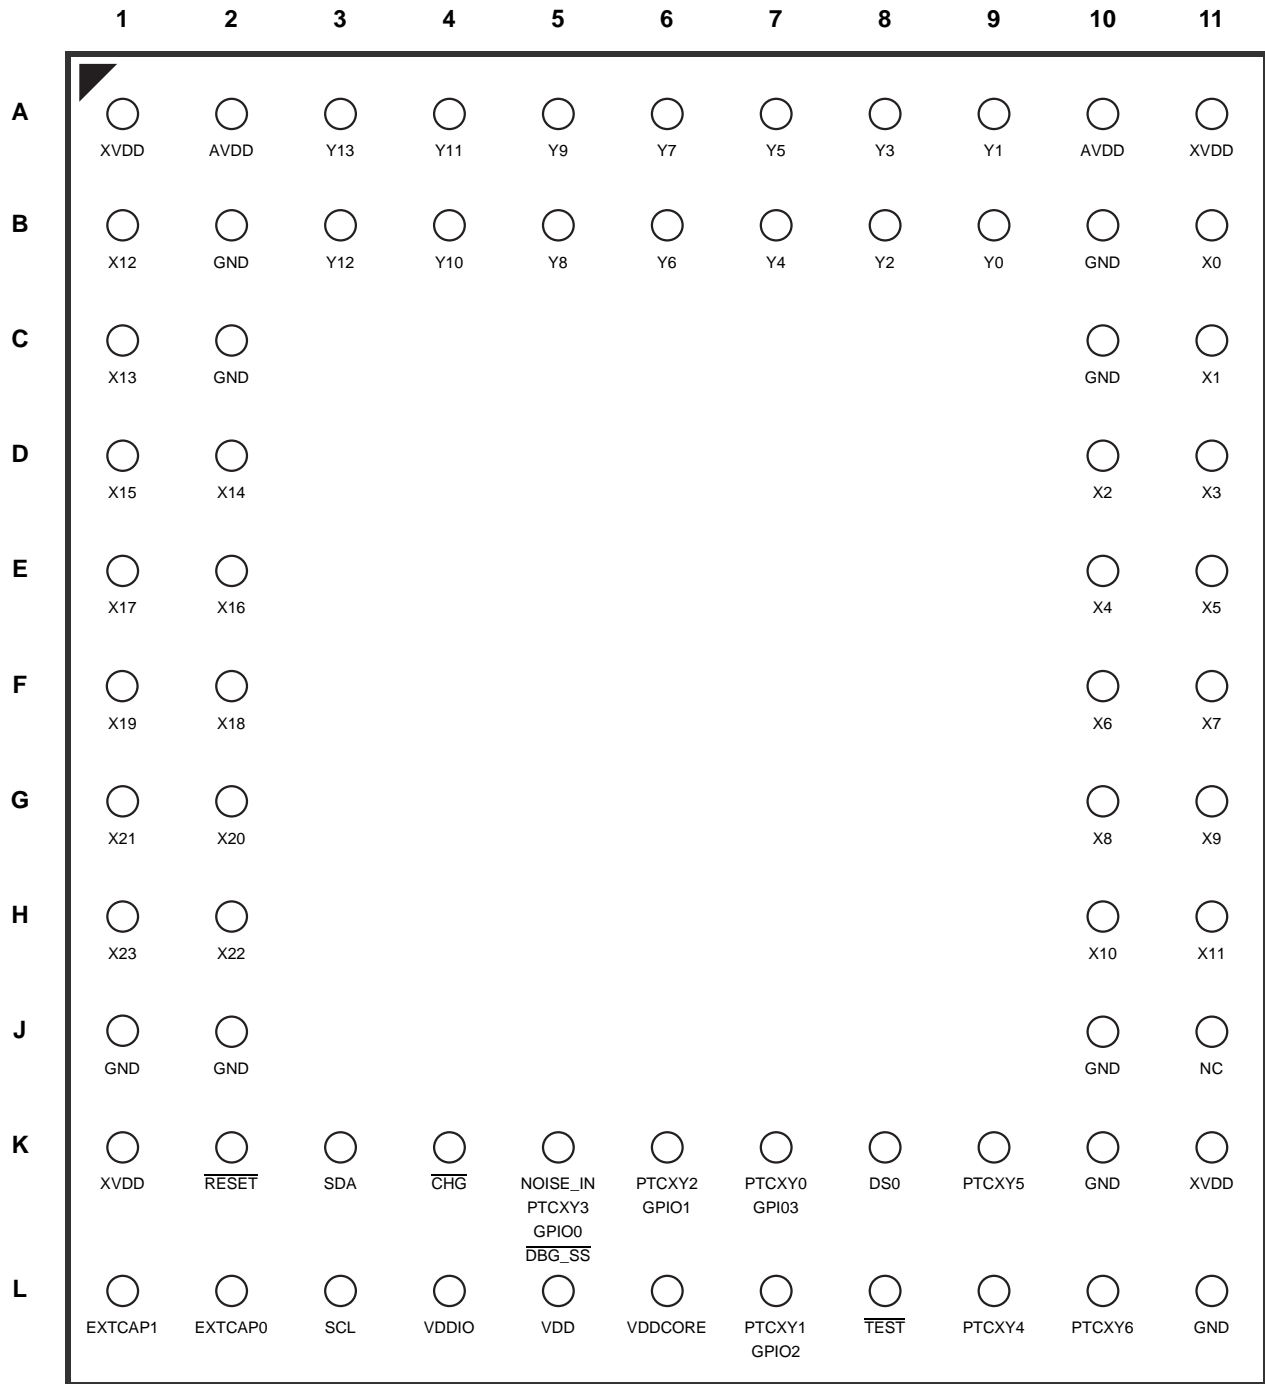 1 2 3 4 5 6 7 8 9 10 11
A
XVDD AVDD Y13 Y11 Y9 Y7 Y5 Y3 Y1 AVDD XVDD
B
X12 GND Y12 Y10 Y8 Y6 Y4 Y2 Y0 GND X0
C
X13 GND GND X1
D
X15 X14 X2 X3
E
X17 X16 X4 X5
F
X19 X18 X6 X7
G
X21 X20 X8 X9
H
X23 X22 X10 X11
J
GND GND GND NC
K
XVDD RESET SDA CHG NOISE_IN PTCXY2 PTCXY0 DS0 PTCXY5 GND XVDD
PTCXY3 GPIO1 GPI03
GPIO0
DBG_SS
L
EXTCAP1 EXTCAP0 SCL VDDIO VDD VDDCORE PTCXY1 TEST PTCXY4 PTCXY6 GND
GPIO2